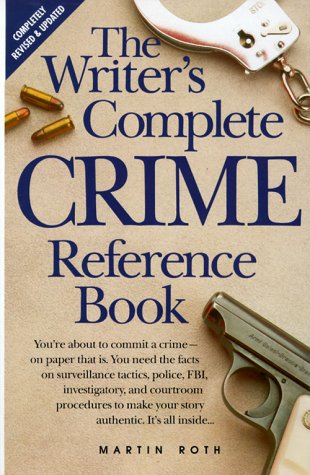 COMPLETELY
REVISED & UPDATED
The
Writer's
Complete
CRIME
Reference
Book
You're about to commit a crime—
on paper that is. You need the facts
on surveillance tactics, police, FBI,
investigatory, and courtroom
procedures to make your story
authentic. It's all inside...
MARTIN ROTH